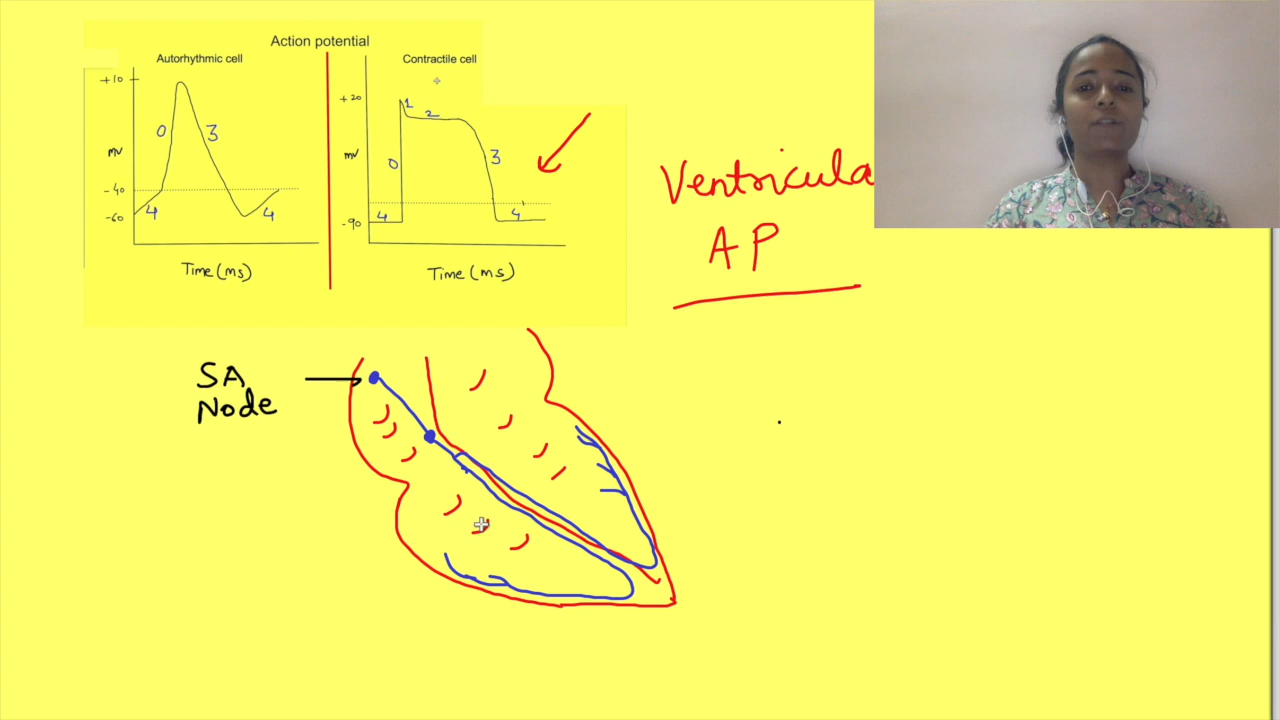 Action potential
Autorhythmic cell
+10
0
3
mV
-40
-60
4
4
Time (ms)
Contractile cell
+20
1
2
mV
0
3
4
4
-90
Time (ms)
Ventricula
AP
SA
Node